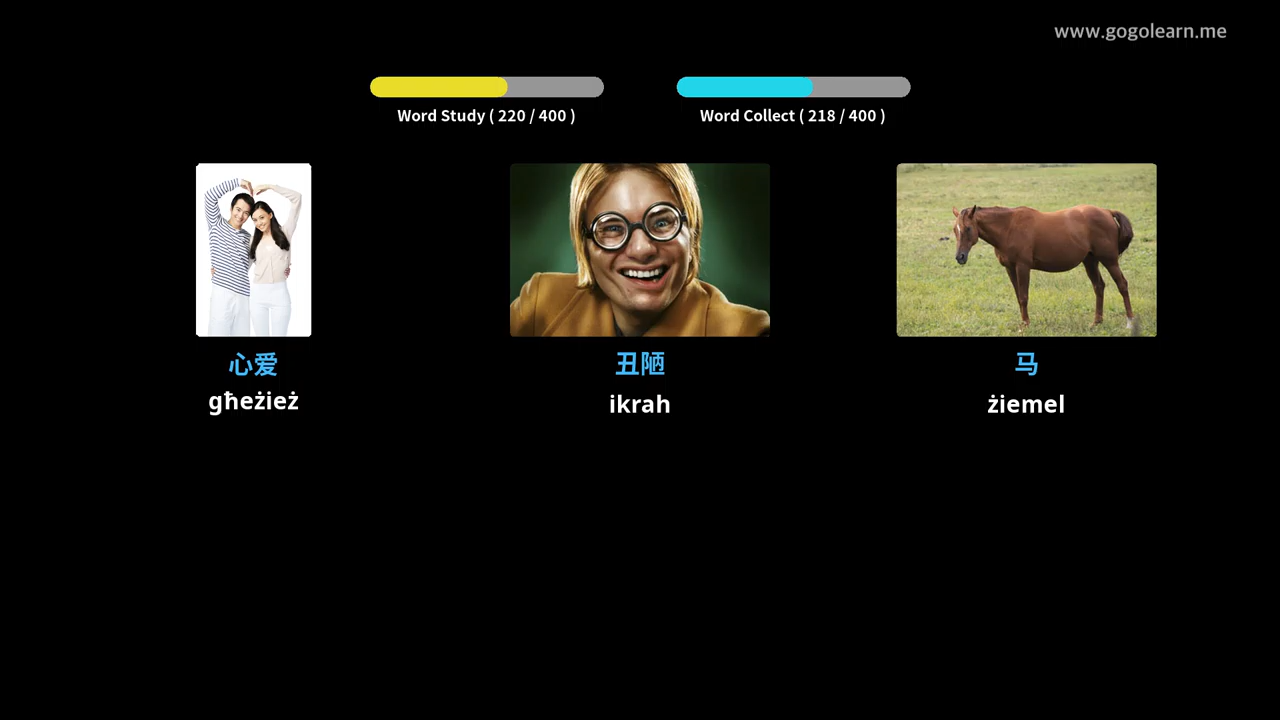 www.gogolearn.me
Word Study ( 220 / 400 )
Word Collect ( 218 / 400 )
心爱
丑陋
马
għeżież
ikrah
żiemel